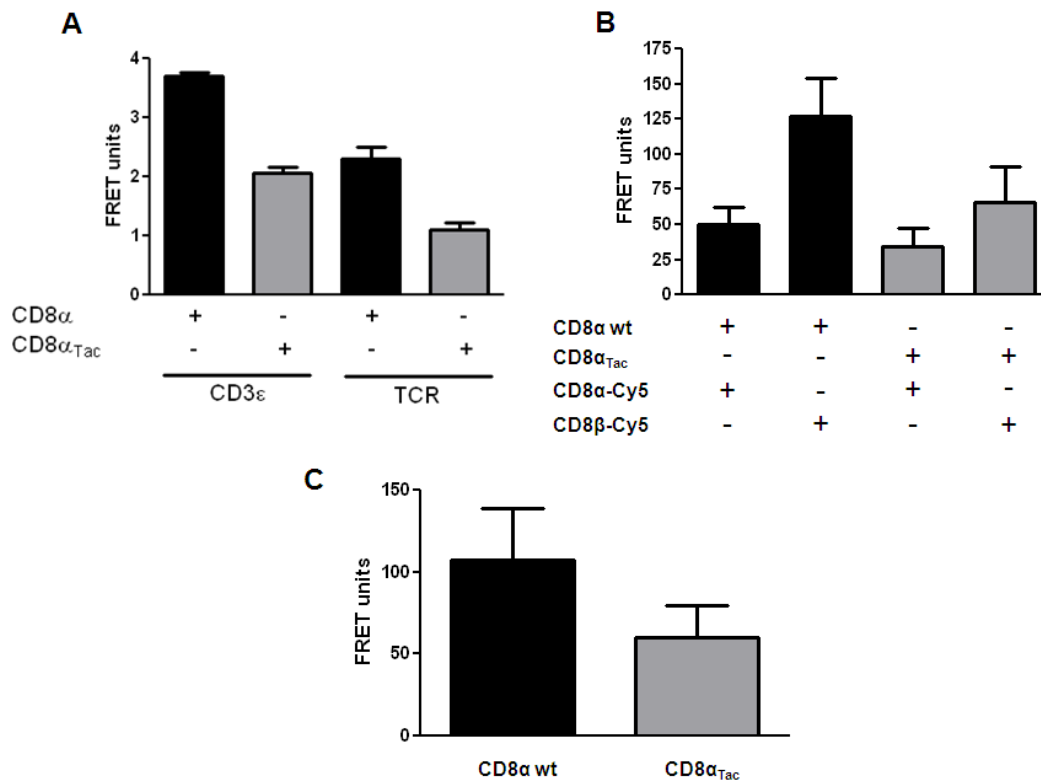 A
FRET units
4
3
2
1
0
CD8α + - + -
CD8αTac - + - +
CD3ε TCR
B
FRET units
175
150
125
100
75
50
25
0
CD8α wt + + - -
CD8αTac - - + +
CD8α-Cy5 + - + -
CD8β-Cy5 - + - +
C
FRET units
150
100
50
0
CD8α wt CD8αTac